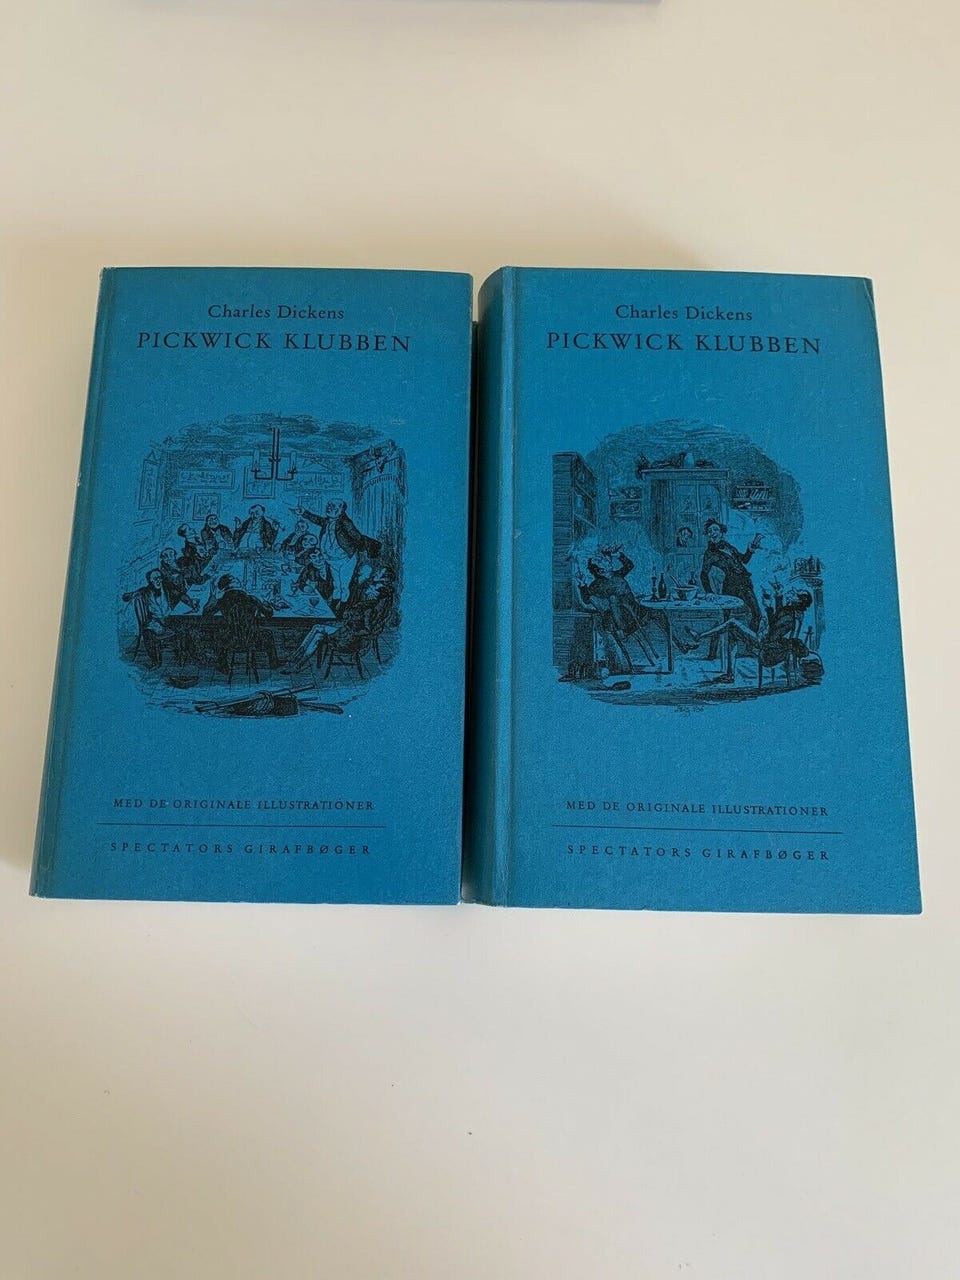 Charles Dickens
PICKWICK KLUBBEN
MED DE ORIGINALE ILLUSTRATIONER
SPECTATORS GIRAFBØGER
Charles Dickens
PICKWICK KLUBBEN
MED DE ORIGINALE ILLUSTRATIONER
SPECTATORS GIRAFBØGER